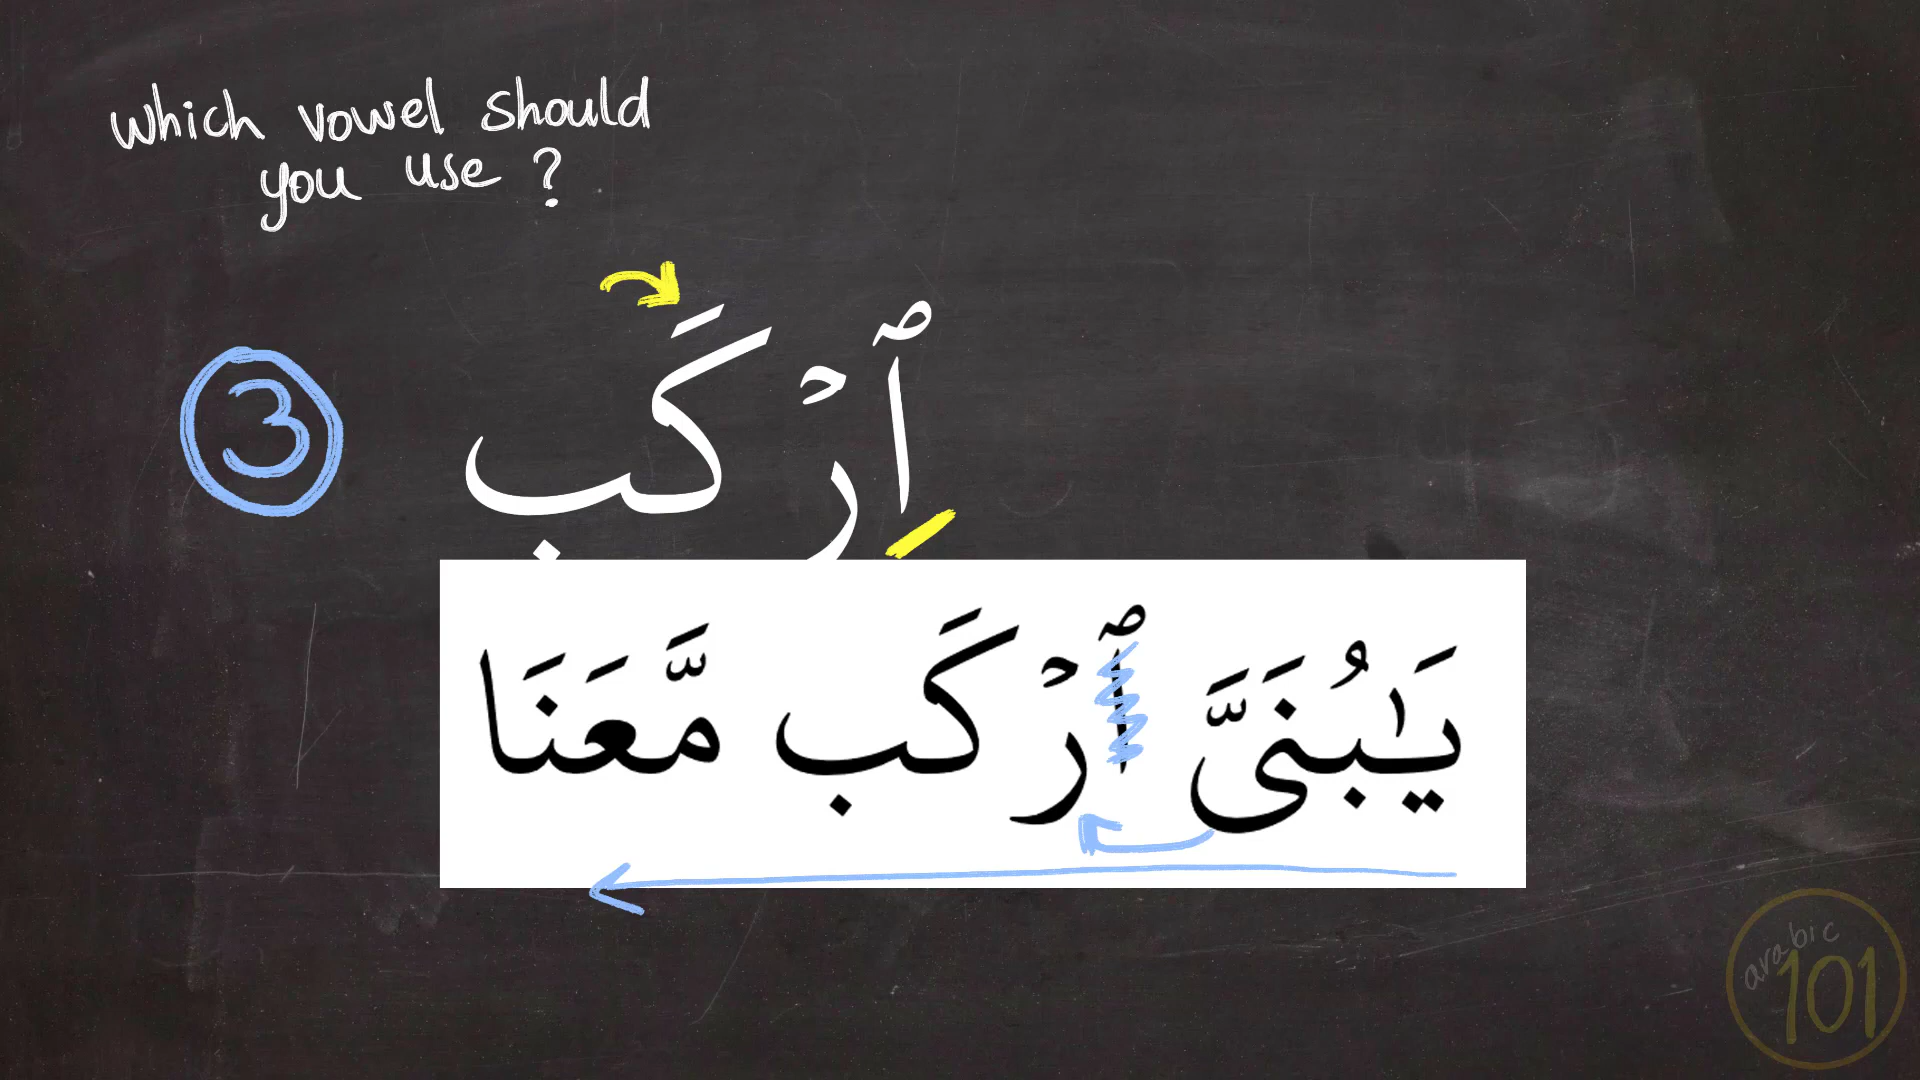 Which vowel should
you use ?
3
ٱرْكَب
يَـٰبُنَىَّ ٱرْكَب مَّعَنَا
arabic
101